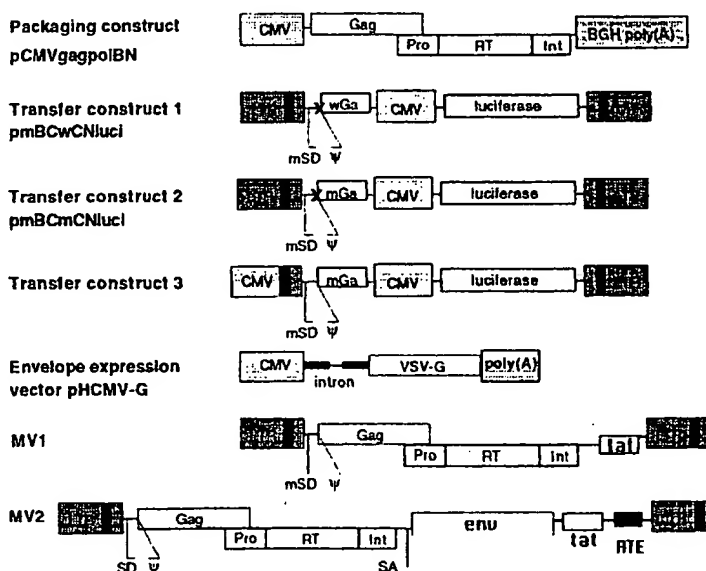 Packaging construct
pCMVgagpolBN
CMV
Gag
Pro
RT
Int
BGH poly(A)
Transfer construct 1
pmBCwCNluci
wGa
CMV
luciferase
mSD
Ψ
Transfer construct 2
pmBCmCNluci
mGa
CMV
luciferase
mSD
Ψ
Transfer construct 3
CMV
mGa
CMV
luciferase
mSD
Ψ
Envelope expression
vector pHCMV-G
CMV
intron
VSV-G
poly(A)
MV1
Gag
Pro
RT
Int
tat
mSD
Ψ
MV2
Gag
Pro
RT
Int
env
tat
RTE
SD
Ψ
SA